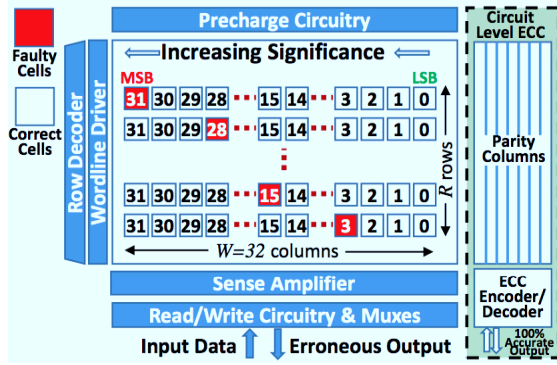 Precharge Circuitry
Circuit
Level ECC
Faulty
Cells
Correct
Cells
Row Decoder
Wordline Driver
Increasing Significance
MSB
LSB
31 30 29 28 15 14 3 2 1 0
31 30 29 28 15 14 3 2 1 0
31 30 29 28 15 14 3 2 1 0
31 30 29 28 15 14 3 2 1 0
R rows
W=32 columns
Parity
Columns
Sense Amplifier
Read/Write Circuitry & Muxes
Input Data
Erroneous Output
ECC
Encoder/
Decoder
100%
Accurate
Output